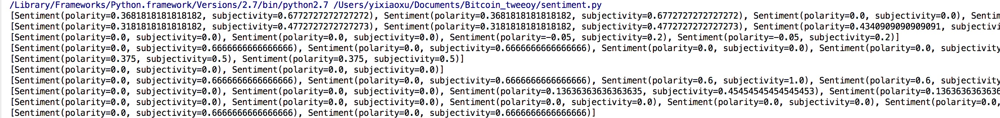 /Library/Frameworks/Python.framework/Versions/2.7/bin/python2.7 /Users/yixiaoxu/Documents/Bitcoin_tweeoy/sentiment.py
[Sentiment(polarity=0.3681818181818182, subjectivity=0.6772727272727272), Sentiment(polarity=0.3681818181818182, subjectivity=0.6772727272727272), Sentiment(polarity=0.0, subjectivity=0.0), Sentim
[Sentiment(polarity=0.3181818181818182, subjectivity=0.4772727272727273), Sentiment(polarity=0.3181818181818182, subjectivity=0.4772727272727273), Sentiment(polarity=0.4340909090909091, subjectivi
[Sentiment(polarity=0.0, subjectivity=0.0), Sentiment(polarity=0.0, subjectivity=0.0), Sentiment(polarity=-0.05, subjectivity=0.2), Sentiment(polarity=-0.05, subjectivity=0.2)]
[Sentiment(polarity=0.0, subjectivity=0.6666666666666666), Sentiment(polarity=0.0, subjectivity=0.6666666666666666), Sentiment(polarity=0.0, subjectivity=0.0), Sentiment(polarity=0.0, subjectivity
[Sentiment(polarity=0.375, subjectivity=0.5), Sentiment(polarity=0.375, subjectivity=0.5)]
[Sentiment(polarity=0.0, subjectivity=0.0), Sentiment(polarity=0.0, subjectivity=0.0)]
[Sentiment(polarity=0.0, subjectivity=0.6666666666666666), Sentiment(polarity=0.0, subjectivity=0.6666666666666666), Sentiment(polarity=0.6, subjectivity=1.0), Sentiment(polarity=0.6, subjectivity
[Sentiment(polarity=0.0, subjectivity=0.0), Sentiment(polarity=0.0, subjectivity=0.0), Sentiment(polarity=0.13636363636363635, subjectivity=0.45454545454545453), Sentiment(polarity=0.1363636363636
[Sentiment(polarity=0.0, subjectivity=0.0), Sentiment(polarity=0.0, subjectivity=0.0), Sentiment(polarity=0.0, subjectivity=0.0), Sentiment(polarity=0.0, subjectivity=0.0), Sentiment(polarity=0.0,
[Sentiment(polarity=0.0, subjectivity=0.6666666666666666), Sentiment(polarity=0.0, subjectivity=0.6666666666666666)]